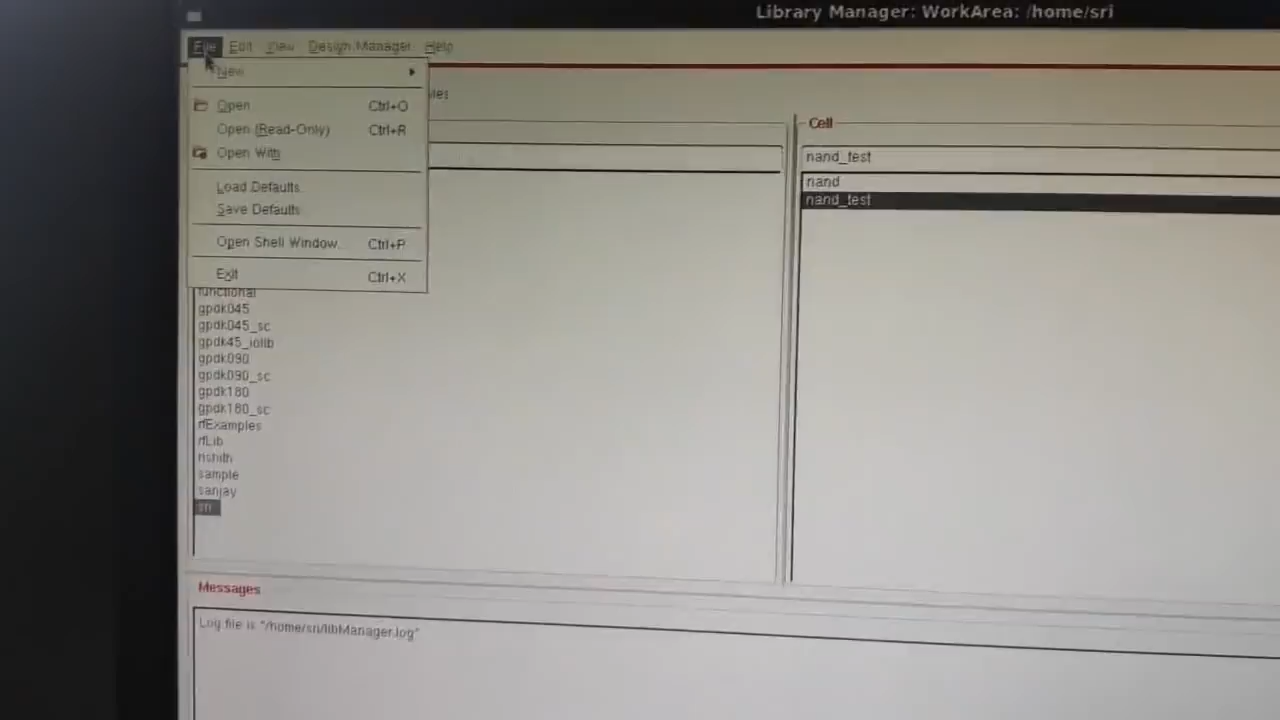 Library Manager: WorkArea: /home/sri
File Edit View Design Manager Help
New
Open Ctrl+O
Open (Read-Only) Ctrl+R
Open With
Load Defaults...
Save Defaults...
Open Shell Window... Ctrl+P
Exit Ctrl+X
functional
gpdk045
gpdk045_sc
gpdk45_iolib
gpdk090
gpdk090_sc
gpdk180
gpdk180_sc
rfExamples
rfLib
rishith
sample
sanjay
sri
Cell
nand_test
nand
nand_test
Messages
Log file is "/home/sri/libManager.log"